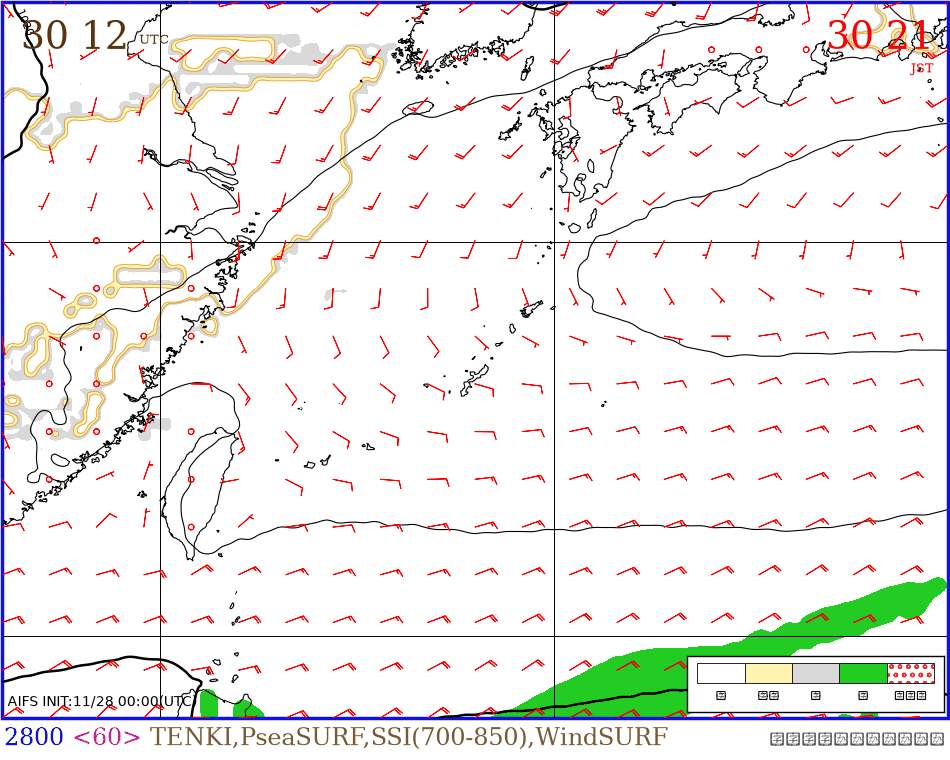 30 12 UTC
30 21
JST
AIFS INIT:11/28 00:00(UTC)
2800 <60> TENKI,PseaSURF,SSI(700-850),WindSURF